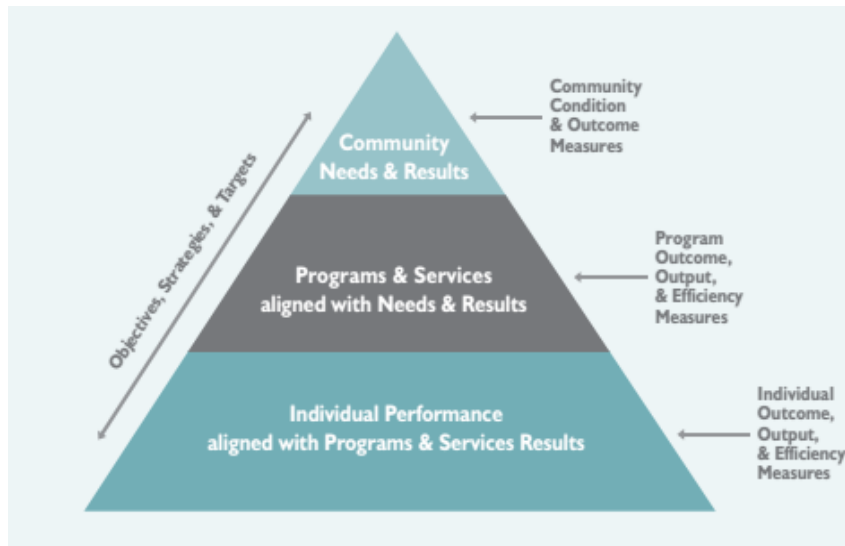 Community
Condition
& Outcome
Measures
Community
Needs & Results
Objectives, Strategies, & Targets
Program
Outcome,
Output,
& Efficiency
Measures
Programs & Services
aligned with Needs & Results
Individual
Outcome,
Output,
& Efficiency
Measures
Individual Performance
aligned with Programs & Services Results